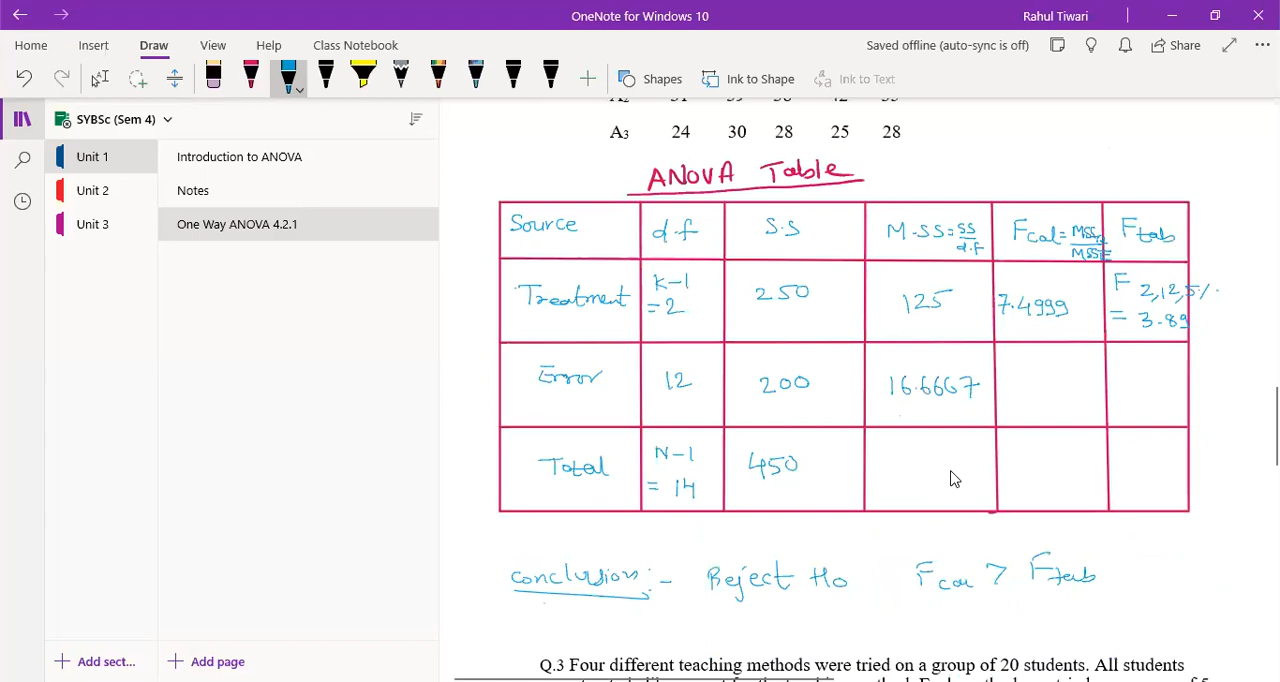 OneNote for Windows 10
Rahul Tiwari
Home Insert Draw View Help Class Notebook
Saved offline (auto-sync is off) Share
Shapes Ink to Shape Ink to Text
SYBSc (Sem 4)
Unit 1
Unit 2
Unit 3
Introduction to ANOVA
Notes
One Way ANOVA 4.2.1
Add sect...
Add page
A3 24 30 28 25 28
ANOVA Table
Source d.f S.S M.SS = SS/d.f Fcal = MSS/MSSE Ftab
Treatment K-1 = 2 250 125 7.4999 F 2,12,5% = 3.89
Error 12 200 16.6667
Total N-1 = 14 450
Conclusion :- Reject Ho Fcal > Ftab
Q.3 Four different teaching methods were tried on a group of 20 students. All students